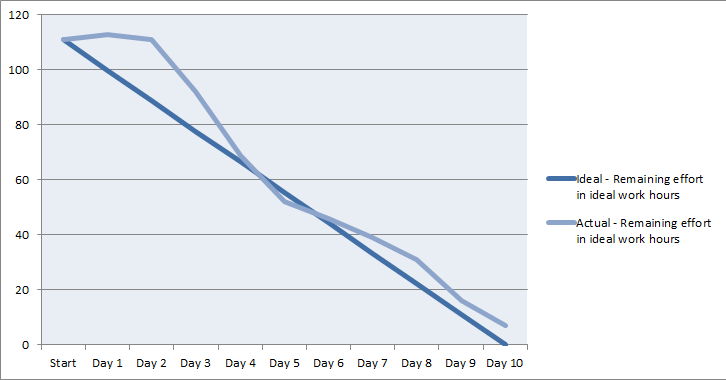 120
100
80
60
40
20
0
Start Day 1 Day 2 Day 3 Day 4 Day 5 Day 6 Day 7 Day 8 Day 9 Day 10
Ideal - Remaining effort
in ideal work hours
Actual - Remaining effort
in ideal work hours